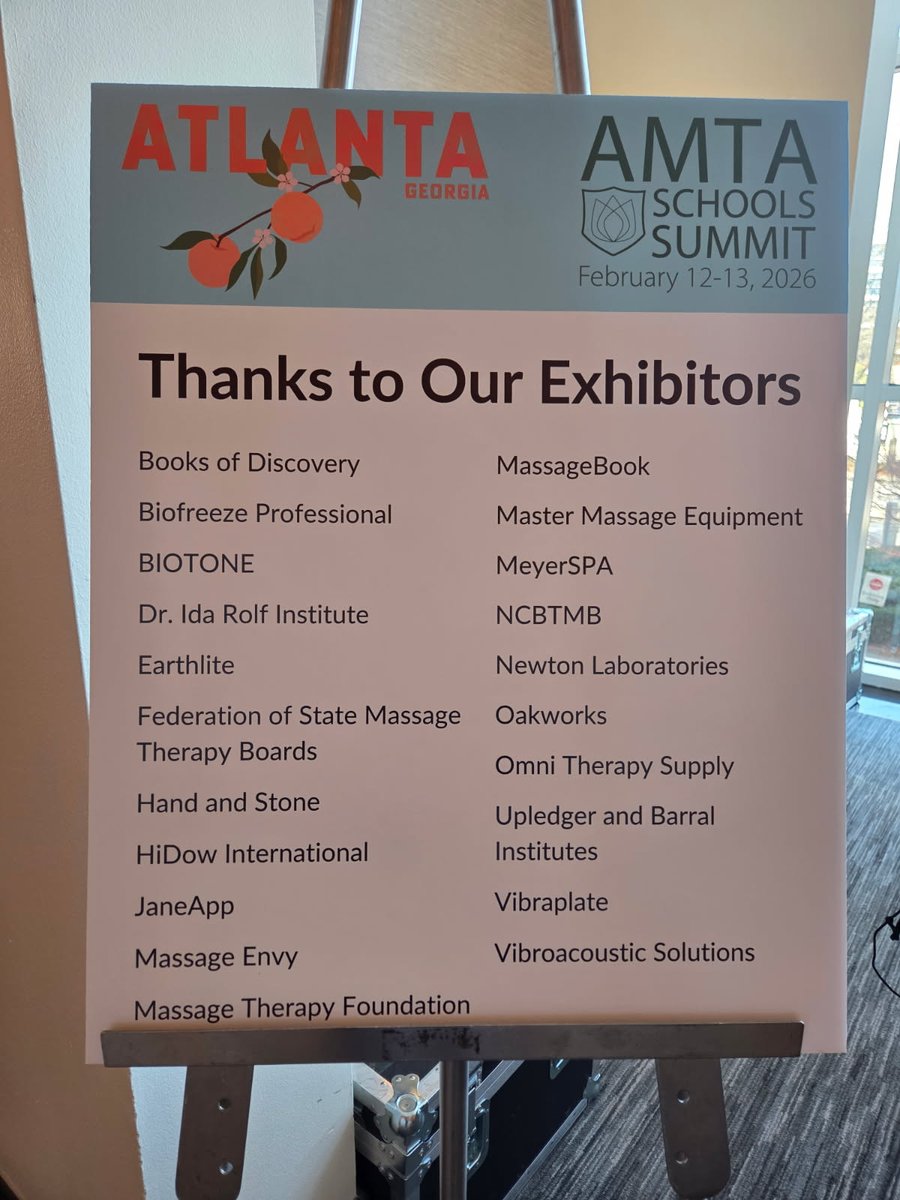 ATLANTA
GEORGIA
AMTA
SCHOOLS
SUMMIT
February 12-13, 2026
Thanks to Our Exhibitors
Books of Discovery
Biofreeze Professional
BIOTONE
Dr. Ida Rolf Institute
Earthlite
Federation of State Massage
Therapy Boards
Hand and Stone
HiDow International
JaneApp
Massage Envy
Massage Therapy Foundation
MassageBook
Master Massage Equipment
MeyerSPA
NCBTMB
Newton Laboratories
Oakworks
Omni Therapy Supply
Upledger and Barral
Institutes
Vibraplate
Vibroacoustic Solutions